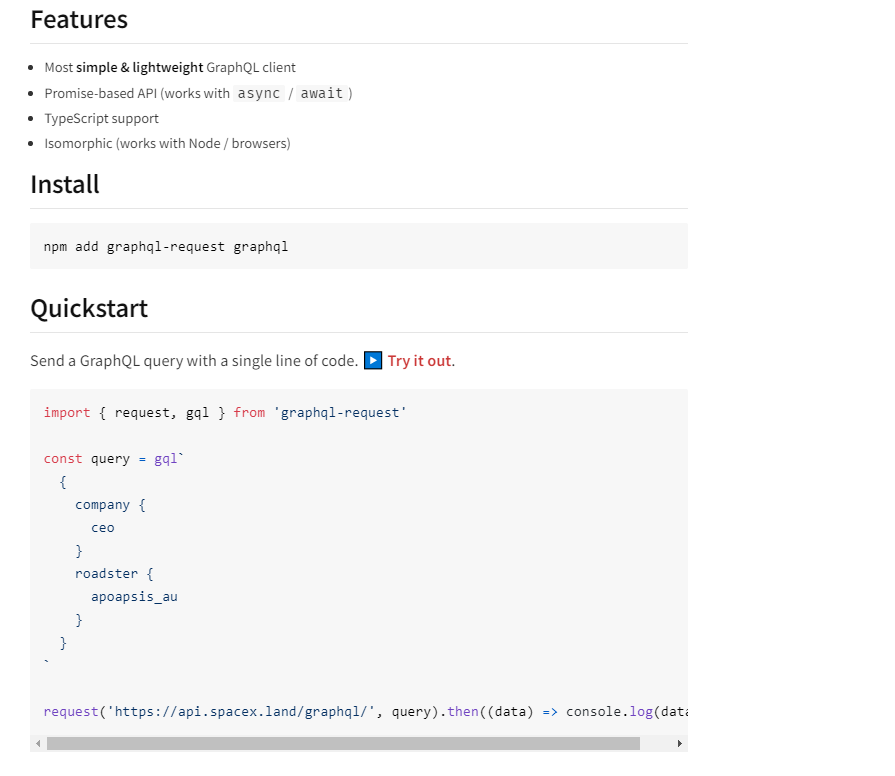 Features
Most simple & lightweight GraphQL client
Promise-based API (works with async / await )
TypeScript support
Isomorphic (works with Node / browsers)
Install
npm add graphql-request graphql
Quickstart
Send a GraphQL query with a single line of code. ▶ Try it out.
import { request, gql } from 'graphql-request'
const query = gql`
{
company {
ceo
}
roadster {
apoapsis_au
}
}
`
request('https://api.spacex.land/graphql/', query).then((data) => console.log(data